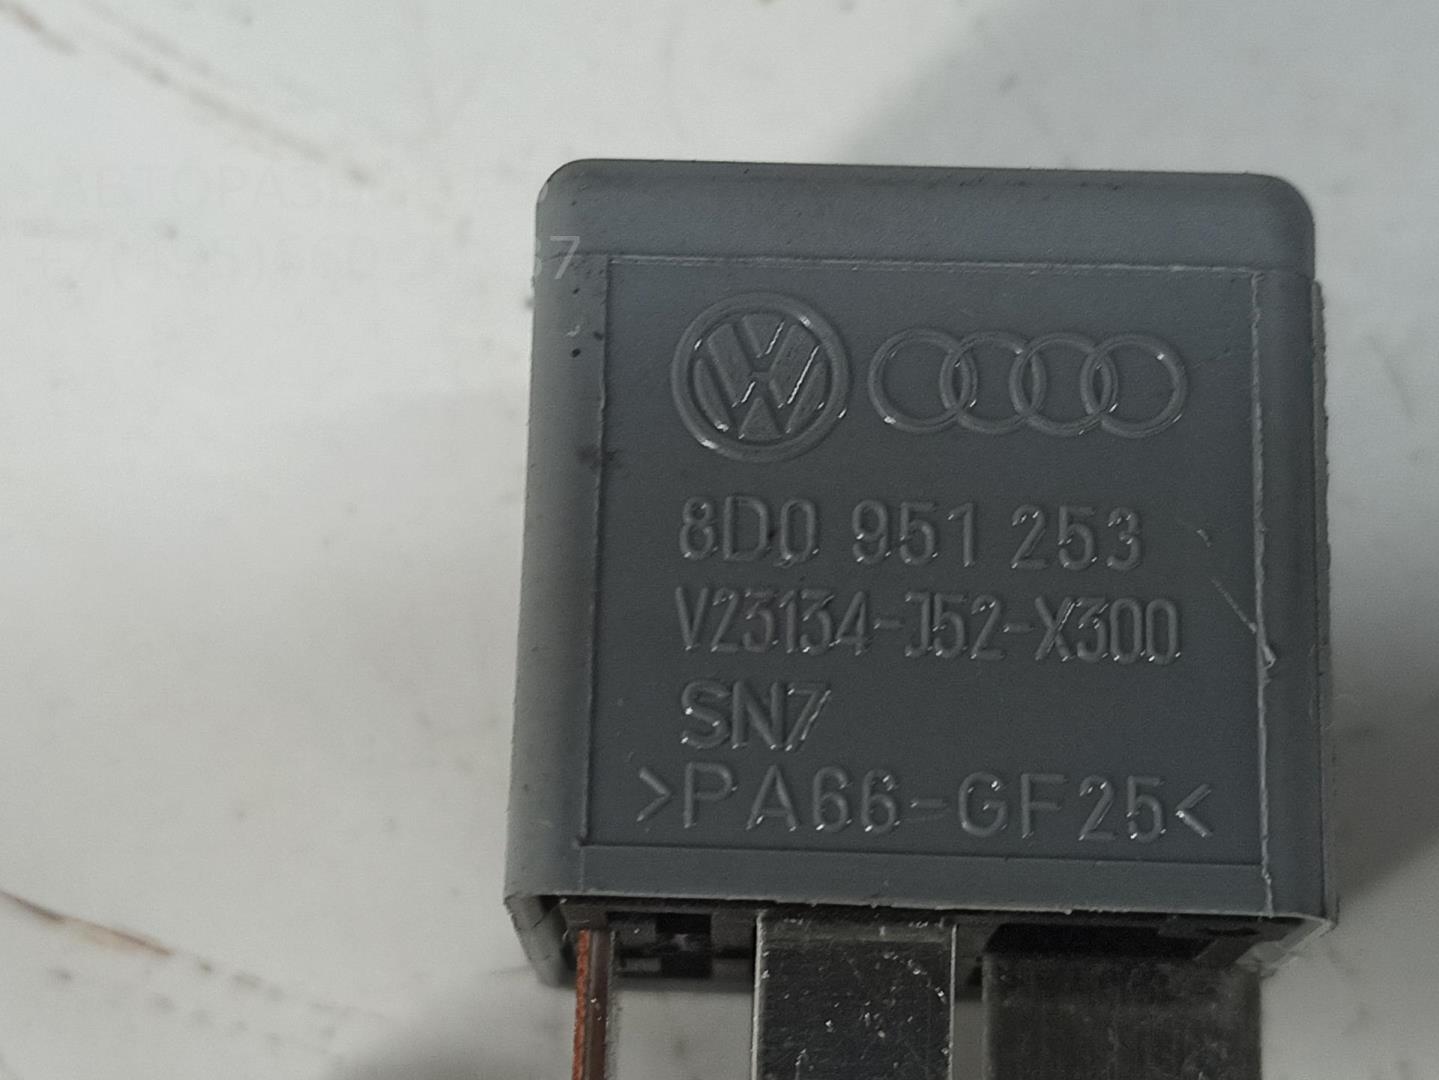 8D0 951 253
V23134-J52-X300
SN7
>PA66-GF25<